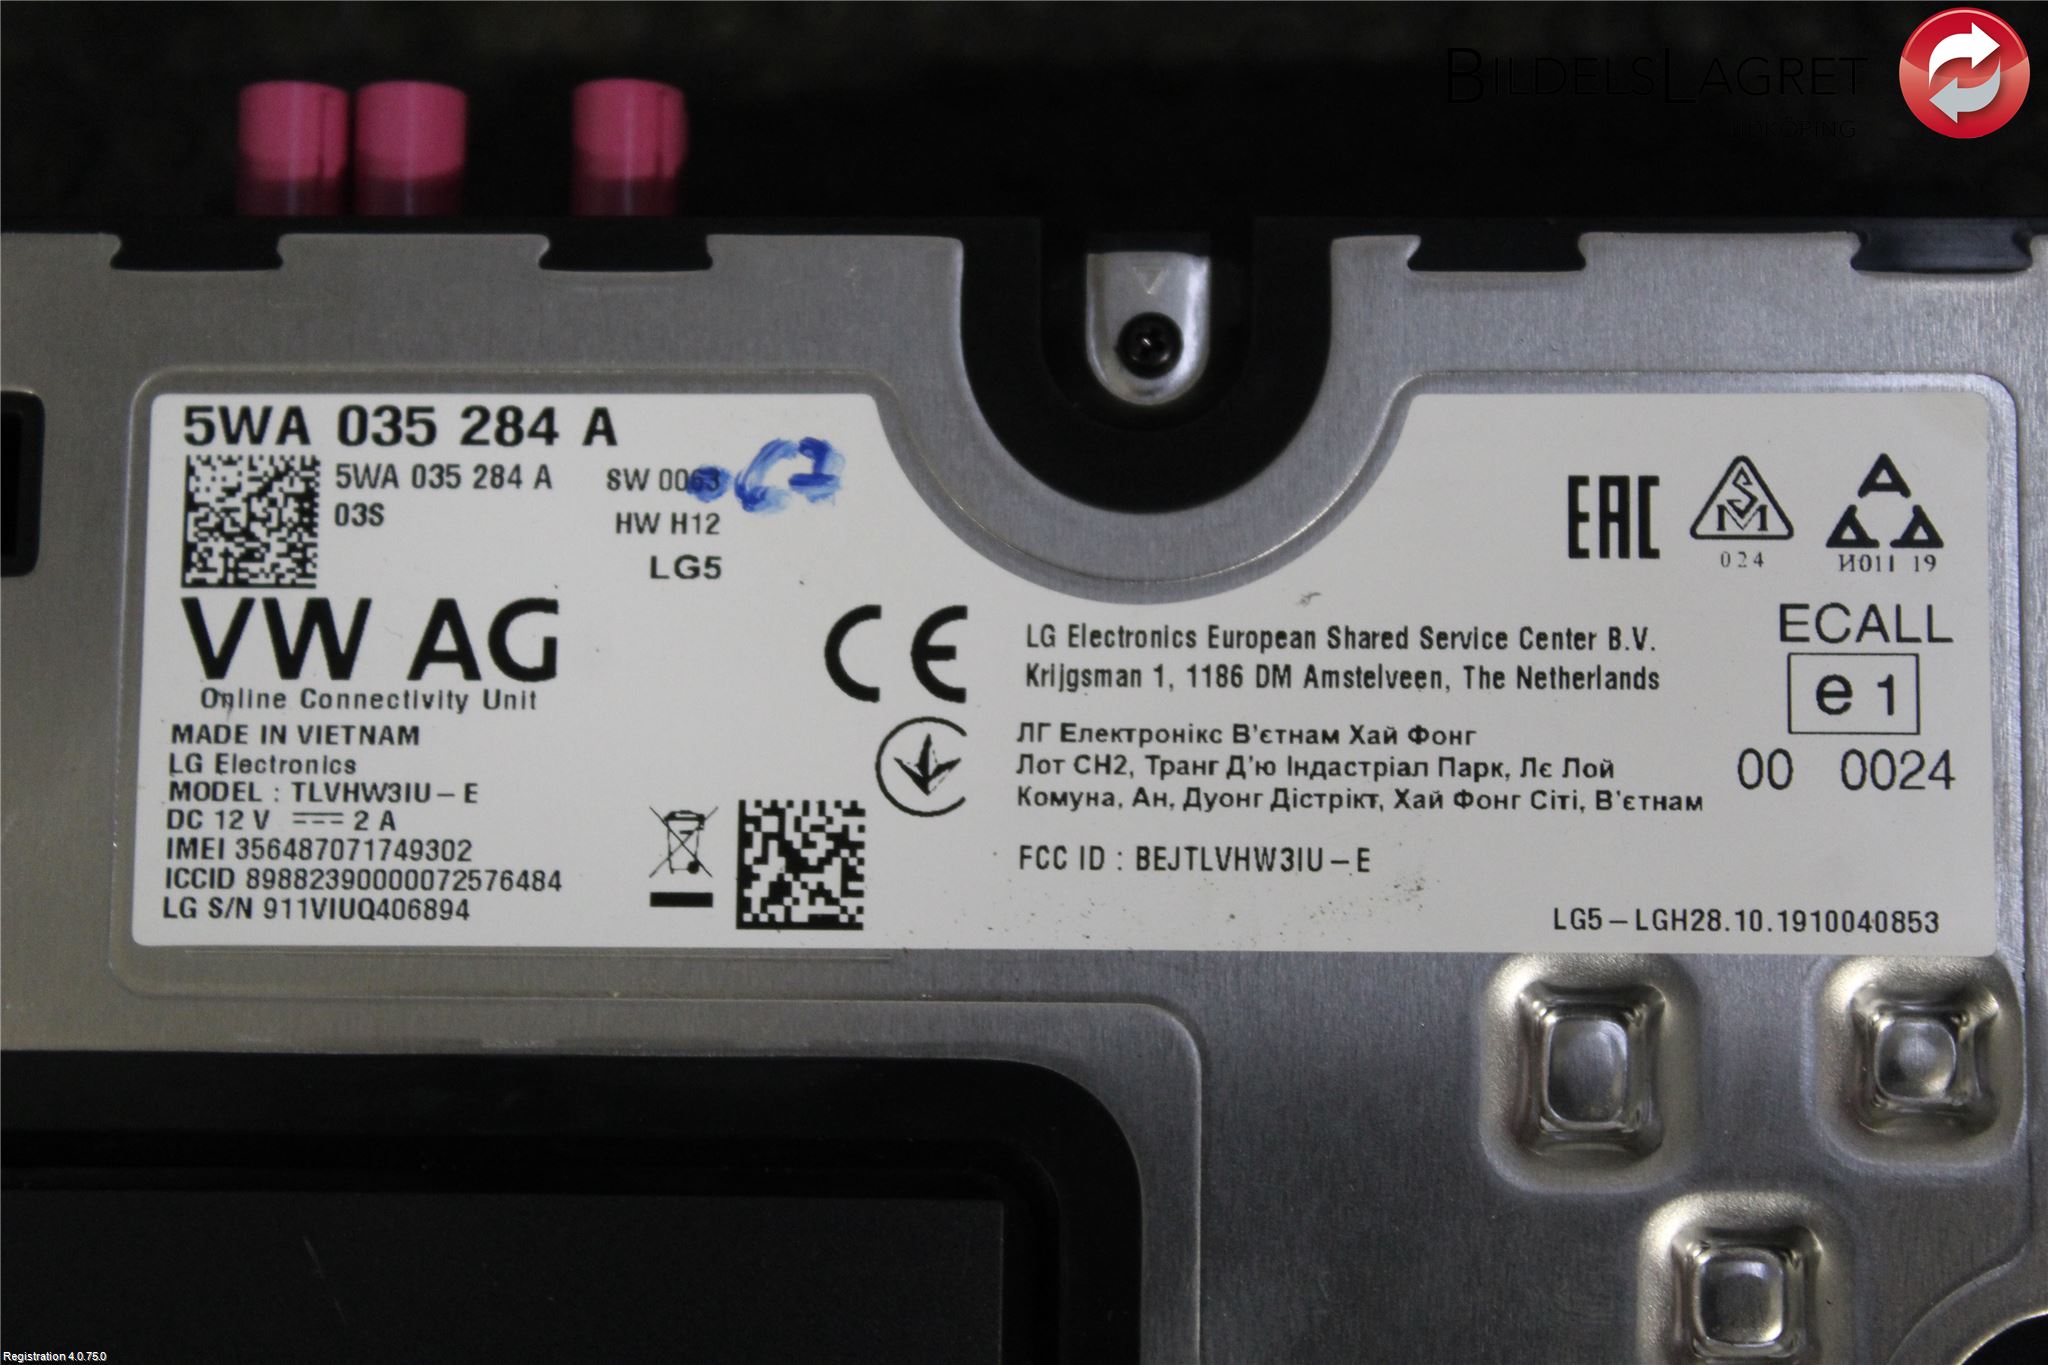 BILDELSLAGRET
5WA 035 284 A
5WA 035 284 A
03S
SW 0063
HW H12
LG5
VW AG
Online Connectivity Unit
MADE IN VIETNAM
LG Electronics
MODEL : TLVHW3IU-E
DC 12 V 2 A
IMEI 356487071749302
ICCID 89882390000072576484
LG S/N 911VIUQ406894
CE
LG Electronics European Shared Service Center B.V.
Krijgsman 1, 1186 DM Amstelveen, The Netherlands
ЛГ Електронікс В'єтнам Хай Фонг
Лот CH2, Транг Д'ю Індастріал Парк, Лє Лой
Комуна, Ан, Дуонг Дістрікт, Хай Фонг Сіті, В'єтнам
FCC ID : BEJTLVHW3IU-E
EAC
SM
024
И011 19
ECALL
e1
00 0024
LG5-LGH28.10.1910040853
Registration 4.0.75.0